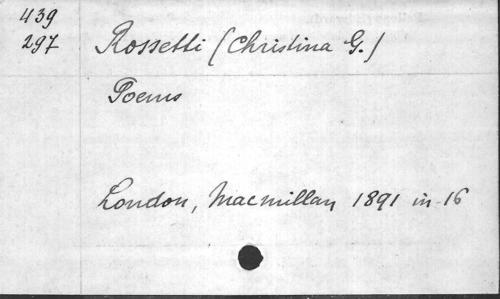 439
297
Rossetti (Christina G.)
Poems
London, Macmillan 1891 in-16